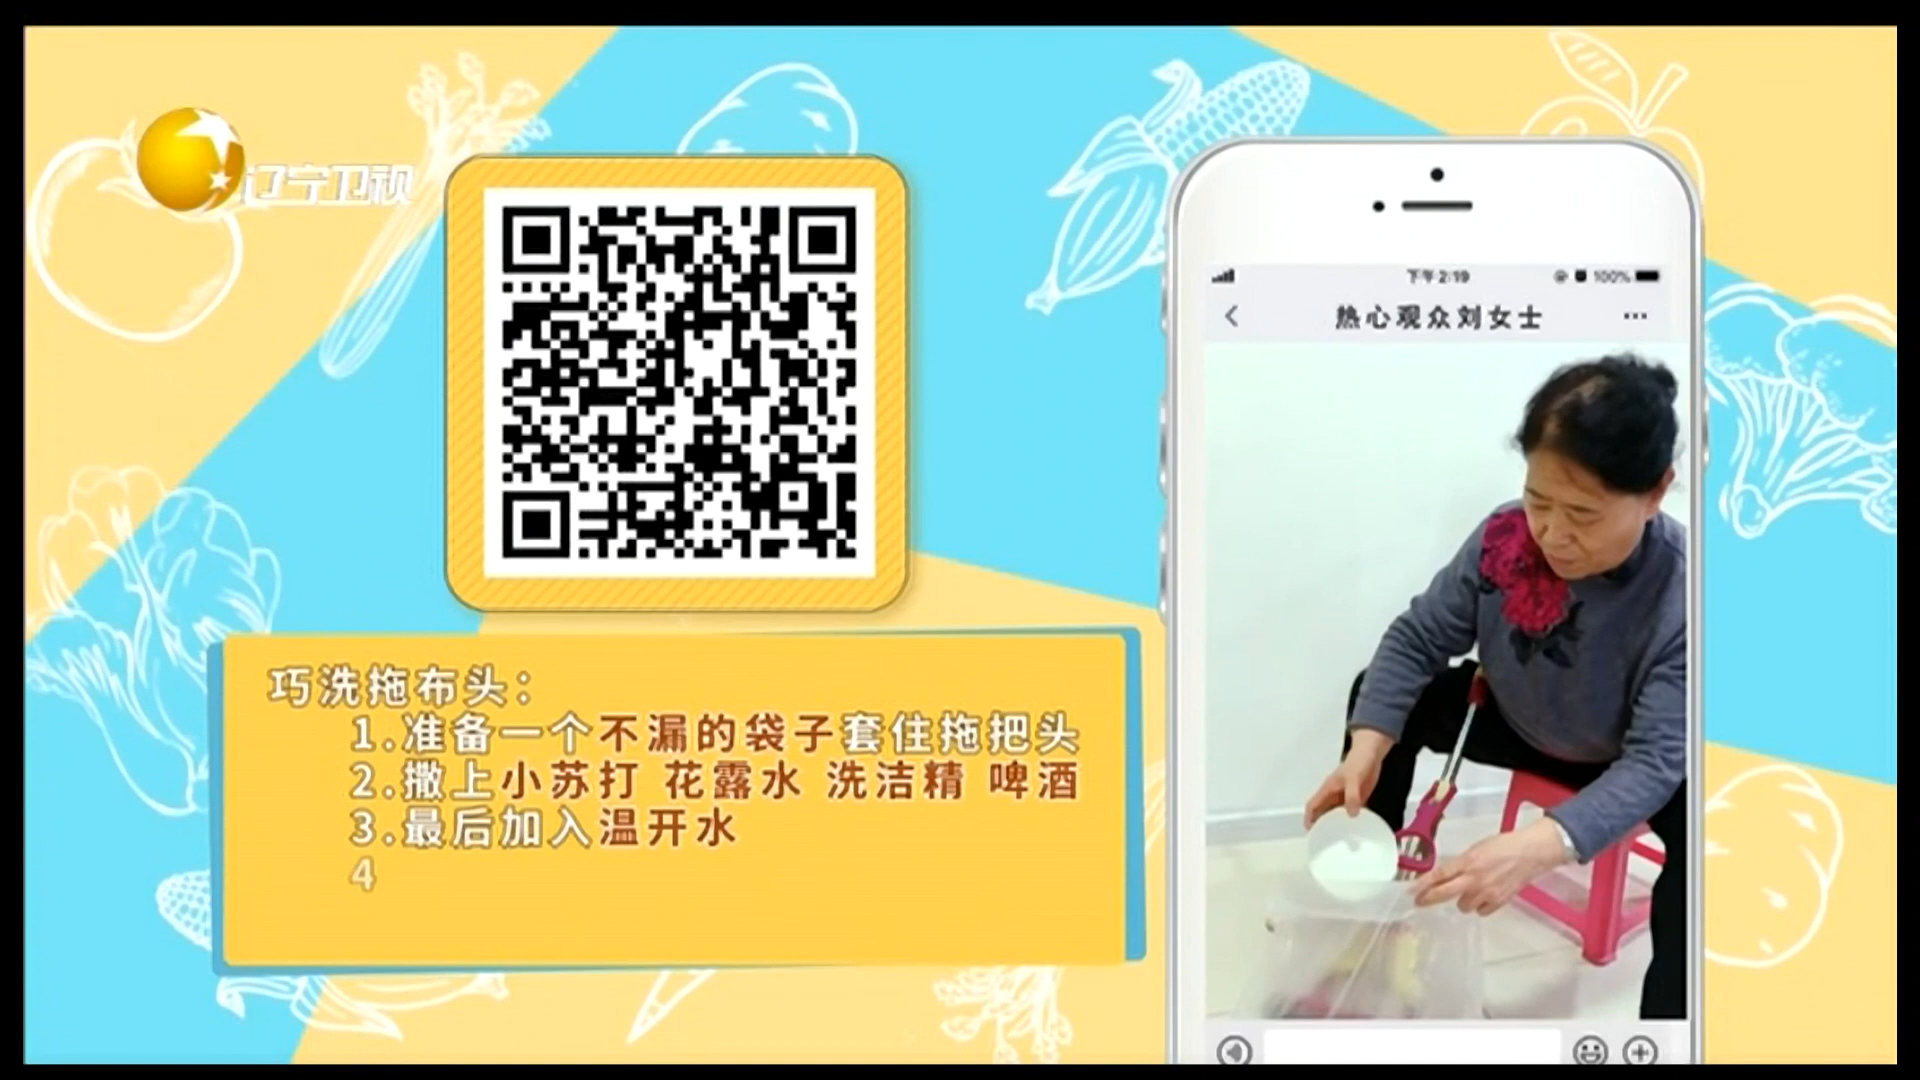 辽宁卫视
下午2:19
100%
热心观众刘女士
巧洗拖布头：
1.准备一个不漏的袋子套住拖把头
2.撒上小苏打 花露水 洗洁精 啤酒
3.最后加入温开水
4